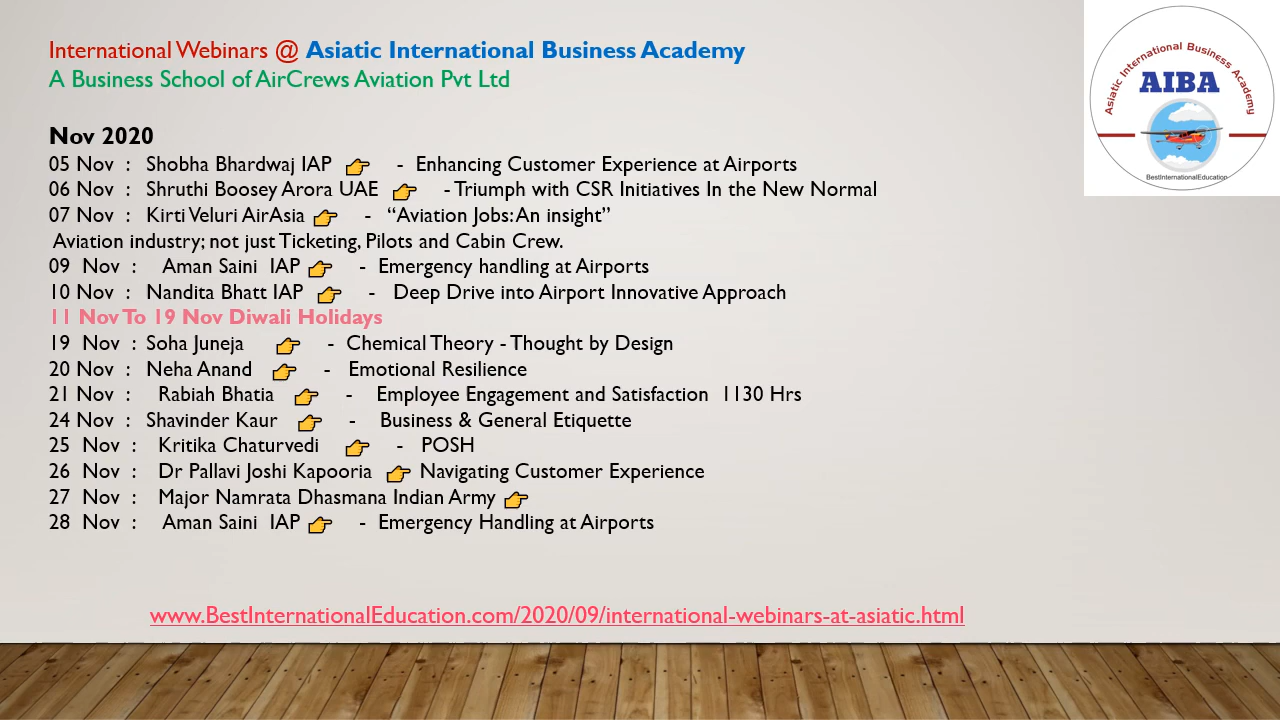 International Webinars @ Asiatic International Business Academy
A Business School of AirCrews Aviation Pvt Ltd
Asiatic International Business Academy
AIBA
BestInternationalEducation
Nov 2020
05 Nov : Shobha Bhardwaj IAP 👉 - Enhancing Customer Experience at Airports
06 Nov : Shruthi Boosey Arora UAE 👉 - Triumph with CSR Initiatives In the New Normal
07 Nov : Kirti Veluri AirAsia 👉 - “Aviation Jobs: An insight”
Aviation industry; not just Ticketing, Pilots and Cabin Crew.
09 Nov : Aman Saini IAP 👉 - Emergency handling at Airports
10 Nov : Nandita Bhatt IAP 👉 - Deep Drive into Airport Innovative Approach
11 Nov To 19 Nov Diwali Holidays
19 Nov : Soha Juneja 👉 - Chemical Theory - Thought by Design
20 Nov : Neha Anand 👉 - Emotional Resilience
21 Nov : Rabiah Bhatia 👉 - Employee Engagement and Satisfaction 1130 Hrs
24 Nov : Shavinder Kaur 👉 - Business & General Etiquette
25 Nov : Kritika Chaturvedi 👉 - POSH
26 Nov : Dr Pallavi Joshi Kapooria 👉 Navigating Customer Experience
27 Nov : Major Namrata Dhasmana Indian Army 👉
28 Nov : Aman Saini IAP 👉 - Emergency Handling at Airports
www.BestInternationalEducation.com/2020/09/international-webinars-at-asiatic.html